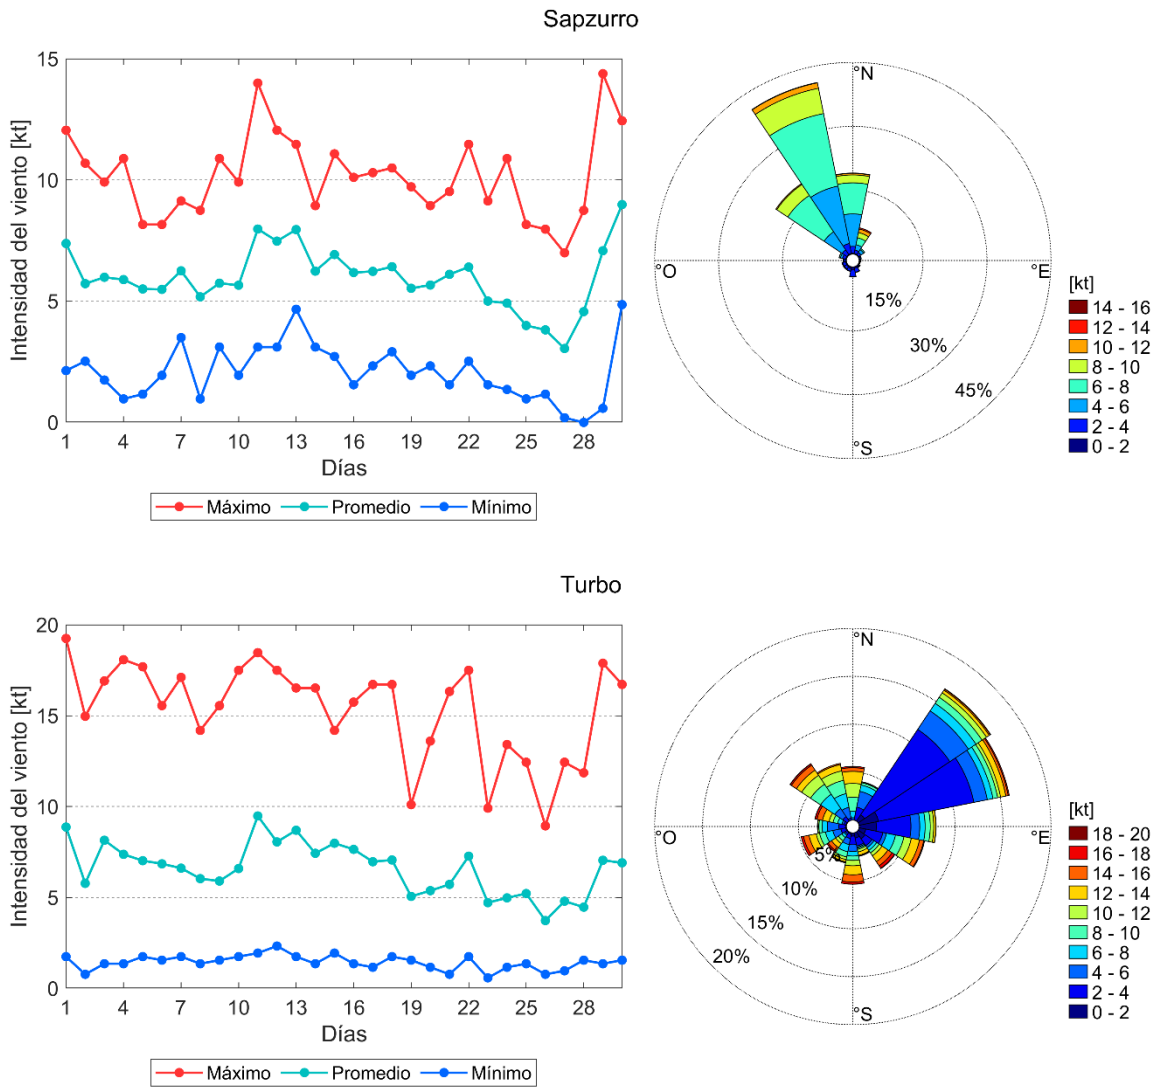 Sapzurro
Intensidad del viento [kt]
15
10
5
0
1 4 7 10 13 16 19 22 25 28
Días
Máximo Promedio Mínimo
°N
°O
°E
°S
15%
30%
45%
[kt]
14 - 16
12 - 14
10 - 12
8 - 10
6 - 8
4 - 6
2 - 4
0 - 2
Turbo
Intensidad del viento [kt]
20
15
10
5
0
1 4 7 10 13 16 19 22 25 28
Días
Máximo Promedio Mínimo
°N
°O
°E
°S
5%
10%
15%
20%
[kt]
18 - 20
16 - 18
14 - 16
12 - 14
10 - 12
8 - 10
6 - 8
4 - 6
2 - 4
0 - 2